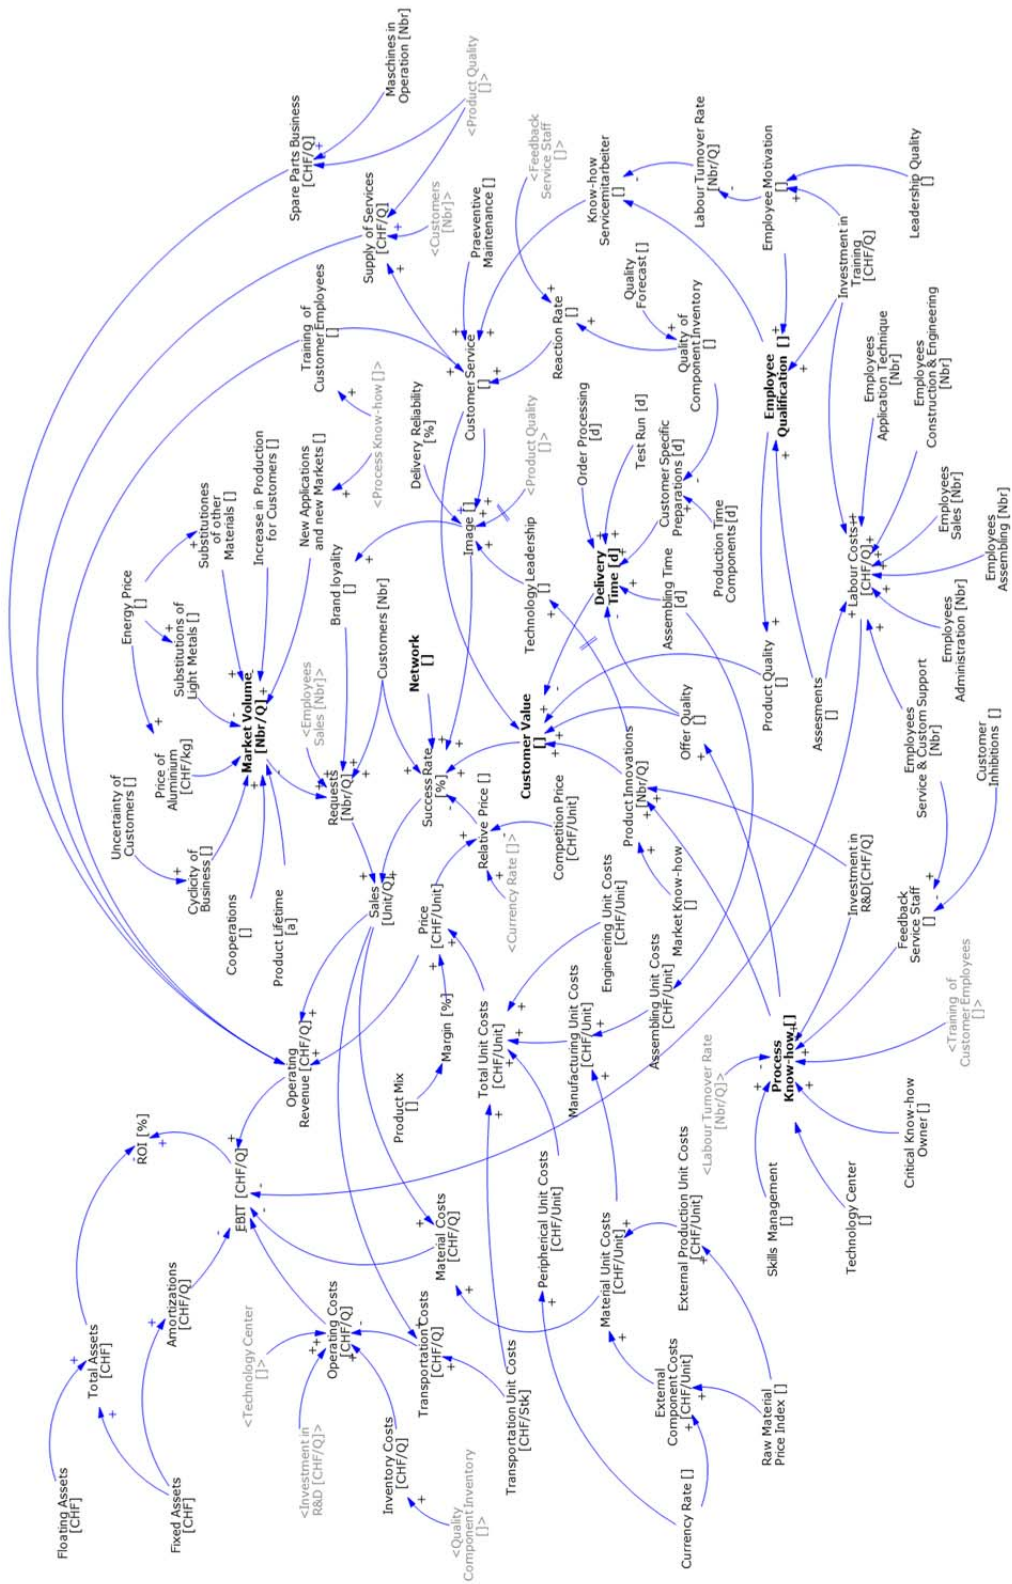 Floating Assets
[CHF]
Total Assets
[CHF]
ROI [%]
Fixed Assets
[CHF]
Amortizations
[CHF/Q]
EBIT [CHF/Q]
<Technology Center
[]>
<Investment in
R&D [CHF/Q]>
Operating Costs
[CHF/Q]
Inventory Costs
[CHF/Q]
<Quality
Component Inventory
[]>
Transportation Costs
[CHF/Q]
Transportation Unit Costs
[CHF/Stk]
Material Costs
[CHF/Q]
Operating
Revenue [CHF/Q]
Product Mix
[]
Margin [%]
Price
[CHF/Unit]
Sales
[Unit/Q]
Total Unit Costs
[CHF/Unit]
Peripherical Unit Costs
[CHF/Unit]
Manufacturing Unit Costs
[CHF/Unit]
Engineering Unit Costs
[CHF/Unit]
Assembling Unit Costs
[CHF/Unit]
Material Unit Costs
[CHF/Unit]
External Production Unit Costs
[CHF/Unit]
External
Component Costs
[CHF/Unit]
Currency Rate []
Raw Material
Price Index []
Uncertainty of
Customers []
Cyclicity of
Business []
Cooperations
[]
Product Lifetime
[a]
Energy Price
[]
Price of
Aluminium
[CHF/kg]
Substitutions of
Light Metals []
Substitutiones
of other
Materials []
Market Volume
[Nbr/Q]
Increase in Production
for Customers []
New Applications
and new Markets []
<Employees
Sales [Nbr]>
Requests
[Nbr/Q]
Brand loyality
[]
Customers [Nbr]
Network
[]
Success Rate
[%]
Relative Price []
<Currency Rate []>
Competition Price
[CHF/Unit]
Customer Value
[]
Spare Parts Business
[CHF/Q]
Maschines in
Operation [Nbr]
<Product Quality
[]>
Supply of Services
[CHF/Q]
<Customers
[Nbr]>
Training of
Customer Employees
[]
<Process Know-how []>
Delivery Reliability
[%]
Customer Service
[]
Praeventive
Maintenance []
Image []
<Product Quality
[]>
Technology Leadership
[]
<Feedback
Service Staff
[]>
Reaction Rate
[]
Know-how
Servicemitarbeiter
[]
Quality
Forecast []
Quality of
Component Inventory
[]
Order Processing
[d]
Test Run [d]
Delivery
Time [d]
Customer Specific
Preparations [d]
Production Time
Components [d]
Assembling Time
[d]
Labour Turnover Rate
[Nbr/Q]
Employee Motivation
[]
Leadership Quality
[]
Investment in
Training
[CHF/Q]
Employee
Qualification []
Product Quality
[]
Assesments
[]
Offer Quality
[]
Product Innovations
[Nbr/Q]
Market Know-how
[]
<Labour Turnover Rate
[Nbr/Q]>
Process
Know-how []
Skills Management
[]
Technology Center
[]
Critical Know-how
Owner []
<Training of
Customer Employees
[]>
Investment in
R&D[CHF/Q]
Feedback
Service Staff
[]
Customer
Inhibitions []
Employees
Service & Custom Support
[Nbr]
Labour Costs
[CHF/Q]
Employees
Administration [Nbr]
Employees
Assembling [Nbr]
Employees
Sales [Nbr]
Employees
Construction & Engineering
[Nbr]
Employees
Application Technique
[Nbr]